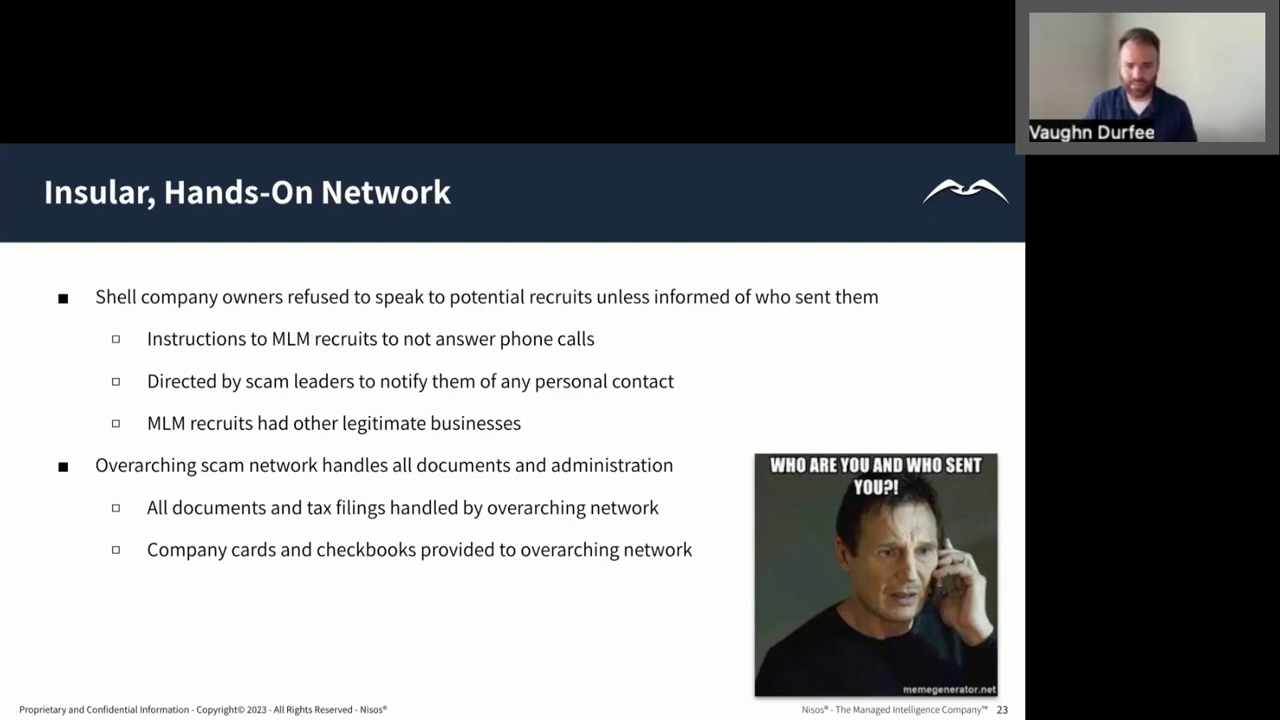 Vaughn Durfee
Insular, Hands-On Network
Shell company owners refused to speak to potential recruits unless informed of who sent them
Instructions to MLM recruits to not answer phone calls
Directed by scam leaders to notify them of any personal contact
MLM recruits had other legitimate businesses
Overarching scam network handles all documents and administration
All documents and tax filings handled by overarching network
Company cards and checkbooks provided to overarching network
WHO ARE YOU AND WHO SENT
YOU?!
memegenerator.net
Proprietary and Confidential Information - Copyright© 2023 - All Rights Reserved - Nisos®
Nisos® - The Managed Intelligence Company™ 23